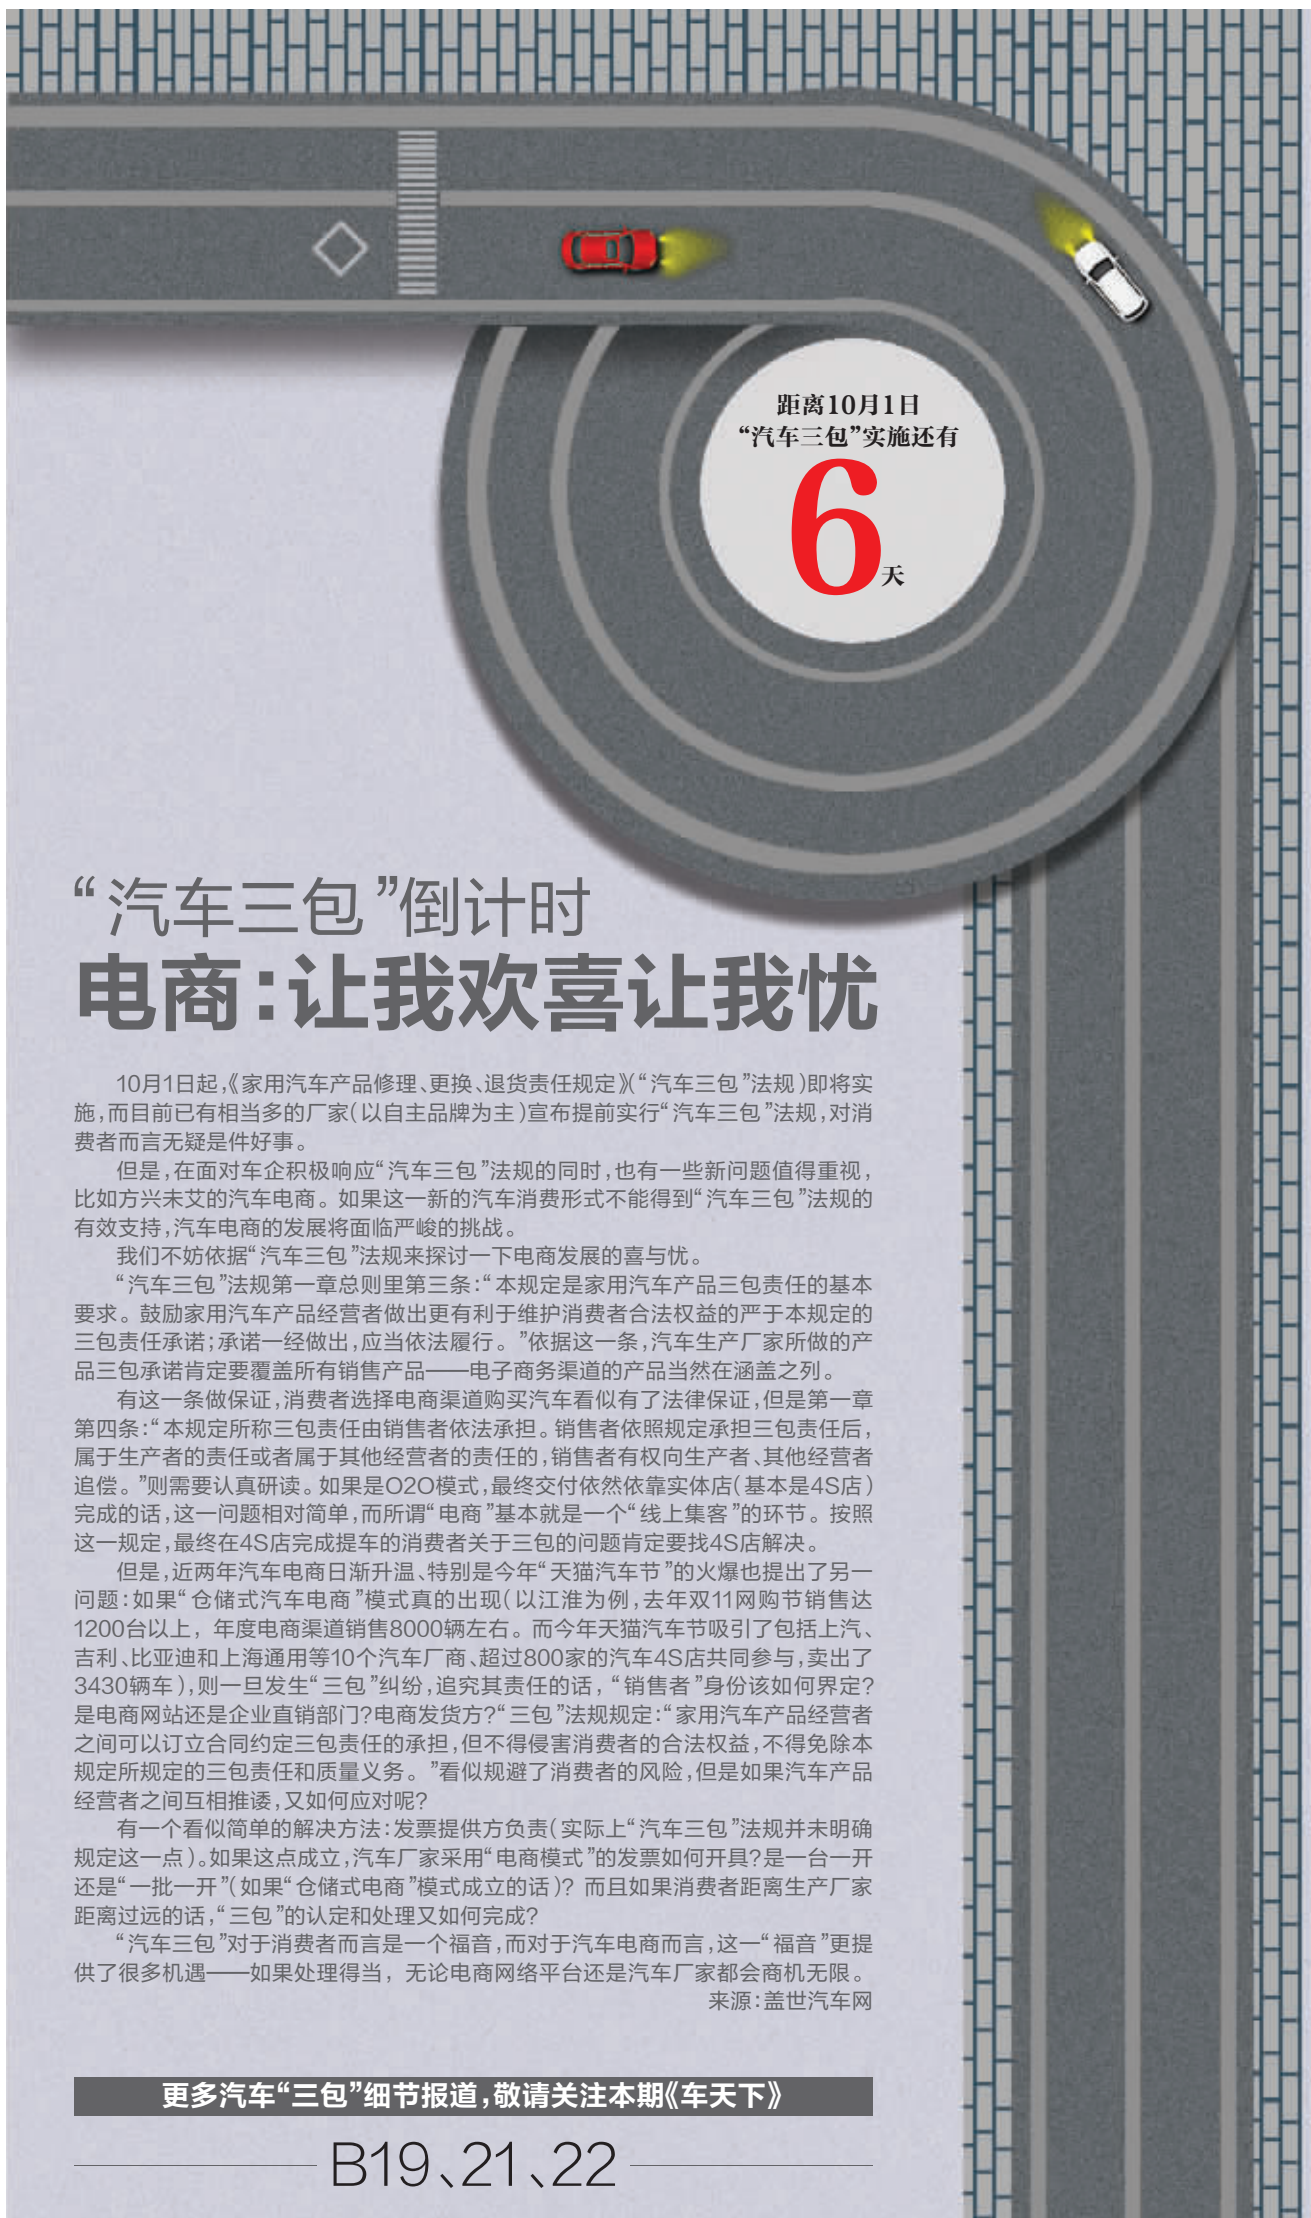 距离10月1日
“汽车三包”实施还有
6天
“汽车三包”倒计时
电商:让我欢喜让我忧
10月1日起,《家用汽车产品修理、更换、退货责任规定》(“汽车三包”法规)即将实
施,而目前已有相当多的厂家(以自主品牌为主)宣布提前实行“汽车三包”法规,对消
费者而言无疑是件好事。
但是,在面对车企积极响应“汽车三包”法规的同时,也有一些新问题值得重视,
比如方兴未艾的汽车电商。如果这一新的汽车消费形式不能得到“汽车三包”法规的
有效支持,汽车电商的发展将面临严峻的挑战。
我们不妨依据“汽车三包”法规来探讨一下电商发展的喜与忧。
“汽车三包”法规第一章总则里第三条:“本规定是家用汽车产品三包责任的基本
要求。鼓励家用汽车产品经营者做出更有利于维护消费者合法权益的严于本规定的
三包责任承诺;承诺一经做出,应当依法履行。”依据这一条,汽车生产厂家所做的产
品三包承诺肯定要覆盖所有销售产品——电子商务渠道的产品当然在涵盖之列。
有这一条做保证,消费者选择电商渠道购买汽车看似有了法律保证,但是第一章
第四条:“本规定所称三包责任由销售者依法承担。销售者依照规定承担三包责任后,
属于生产者的责任或者属于其他经营者的责任的,销售者有权向生产者、其他经营者
追偿。”则需要认真研读。如果是O2O模式,最终交付依然依靠实体店(基本是4S店)
完成的话,这一问题相对简单,而所谓“电商”基本就是一个“线上集客”的环节。按照
这一规定,最终在4S店完成提车的消费者关于三包的问题肯定要找4S店解决。
但是,近两年汽车电商日渐升温、特别是今年“天猫汽车节”的火爆也提出了另一
问题:如果“仓储式汽车电商”模式真的出现(以江淮为例,去年双11网购节销售达
1200台以上,年度电商渠道销售8000辆左右。而今年天猫汽车节吸引了包括上汽、
吉利、比亚迪和上海通用等10个汽车厂商、超过800家的汽车4S店共同参与,卖出了
3430辆车),则一旦发生“三包”纠纷,追究其责任的话,“销售者”身份该如何界定?
是电商网站还是企业直销部门?电商发货方?“三包”法规规定:“家用汽车产品经营者
之间可以订立合同约定三包责任的承担,但不得侵害消费者的合法权益,不得免除本
规定所规定的三包责任和质量义务。”看似规避了消费者的风险,但是如果汽车产品
经营者之间互相推诿,又如何应对呢?
有一个看似简单的解决方法:发票提供方负责(实际上“汽车三包”法规并未明确
规定这一点)。如果这点成立,汽车厂家采用“电商模式”的发票如何开具?是一台一开
还是“一批一开”(如果“仓储式电商”模式成立的话)?而且如果消费者距离生产厂家
距离过远的话,“三包”的认定和处理又如何完成?
“汽车三包”对于消费者而言是一个福音,而对于汽车电商而言,这一“福音”更提
供了很多机遇——如果处理得当,无论电商网络平台还是汽车厂家都会商机无限。
来源:盖世汽车网
更多汽车“三包”细节报道,敬请关注本期《车天下》
B19、21、22